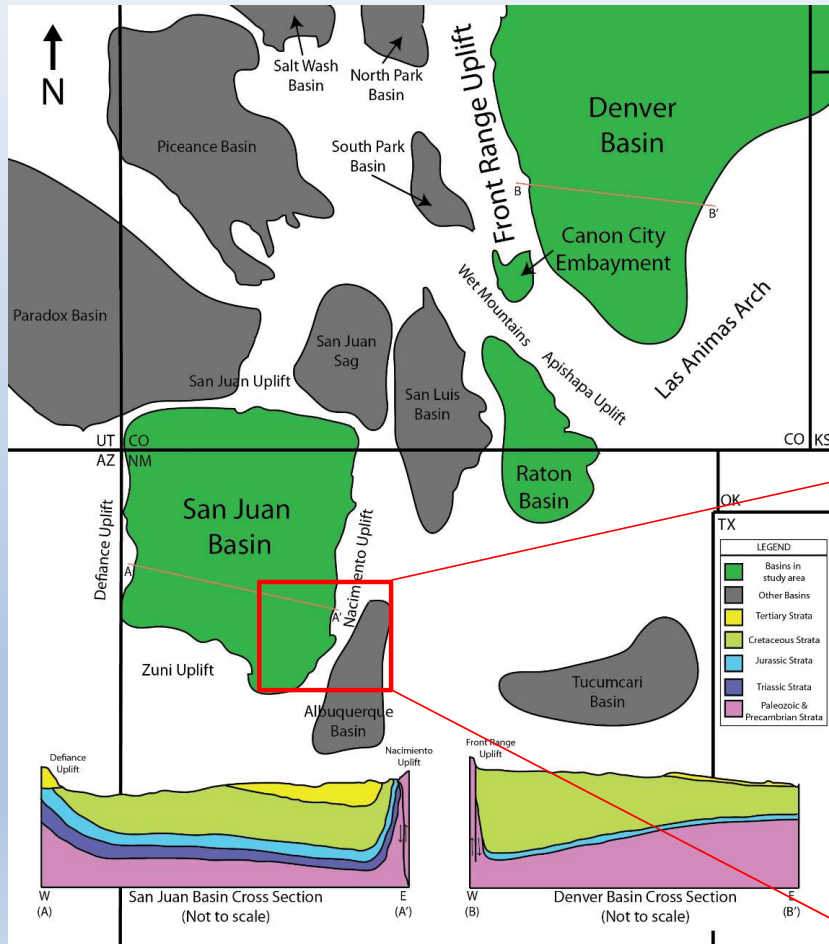 N
Salt Wash
Basin
North Park
Basin
Front Range Uplift
Denver
Basin
Piceance Basin
South Park
Basin
B
B'
Canon City
Embayment
Wet Mountains
Paradox Basin
San Juan
Sag
Apishapa Uplift
Las Animas Arch
San Juan Uplift
San Luis
Basin
UT
CO
CO
KS
AZ
NM
Raton
Basin
OK
TX
San Juan
Basin
Defiance Uplift
Nacimiento Uplift
A
A'
LEGEND
Basins in
study area
Other Basins
Tertiary Strata
Cretaceous Strata
Jurassic Strata
Triassic Strata
Paleozoic &
Precambrian Strata
Zuni Uplift
Albuquerque
Basin
Tucumcari
Basin
Defiance
Uplift
Nacimiento
Uplift
Front Range
Uplift
W
(A)
San Juan Basin Cross Section
(Not to scale)
E
(A')
W
(B)
Denver Basin Cross Section
(Not to scale)
E
(B')